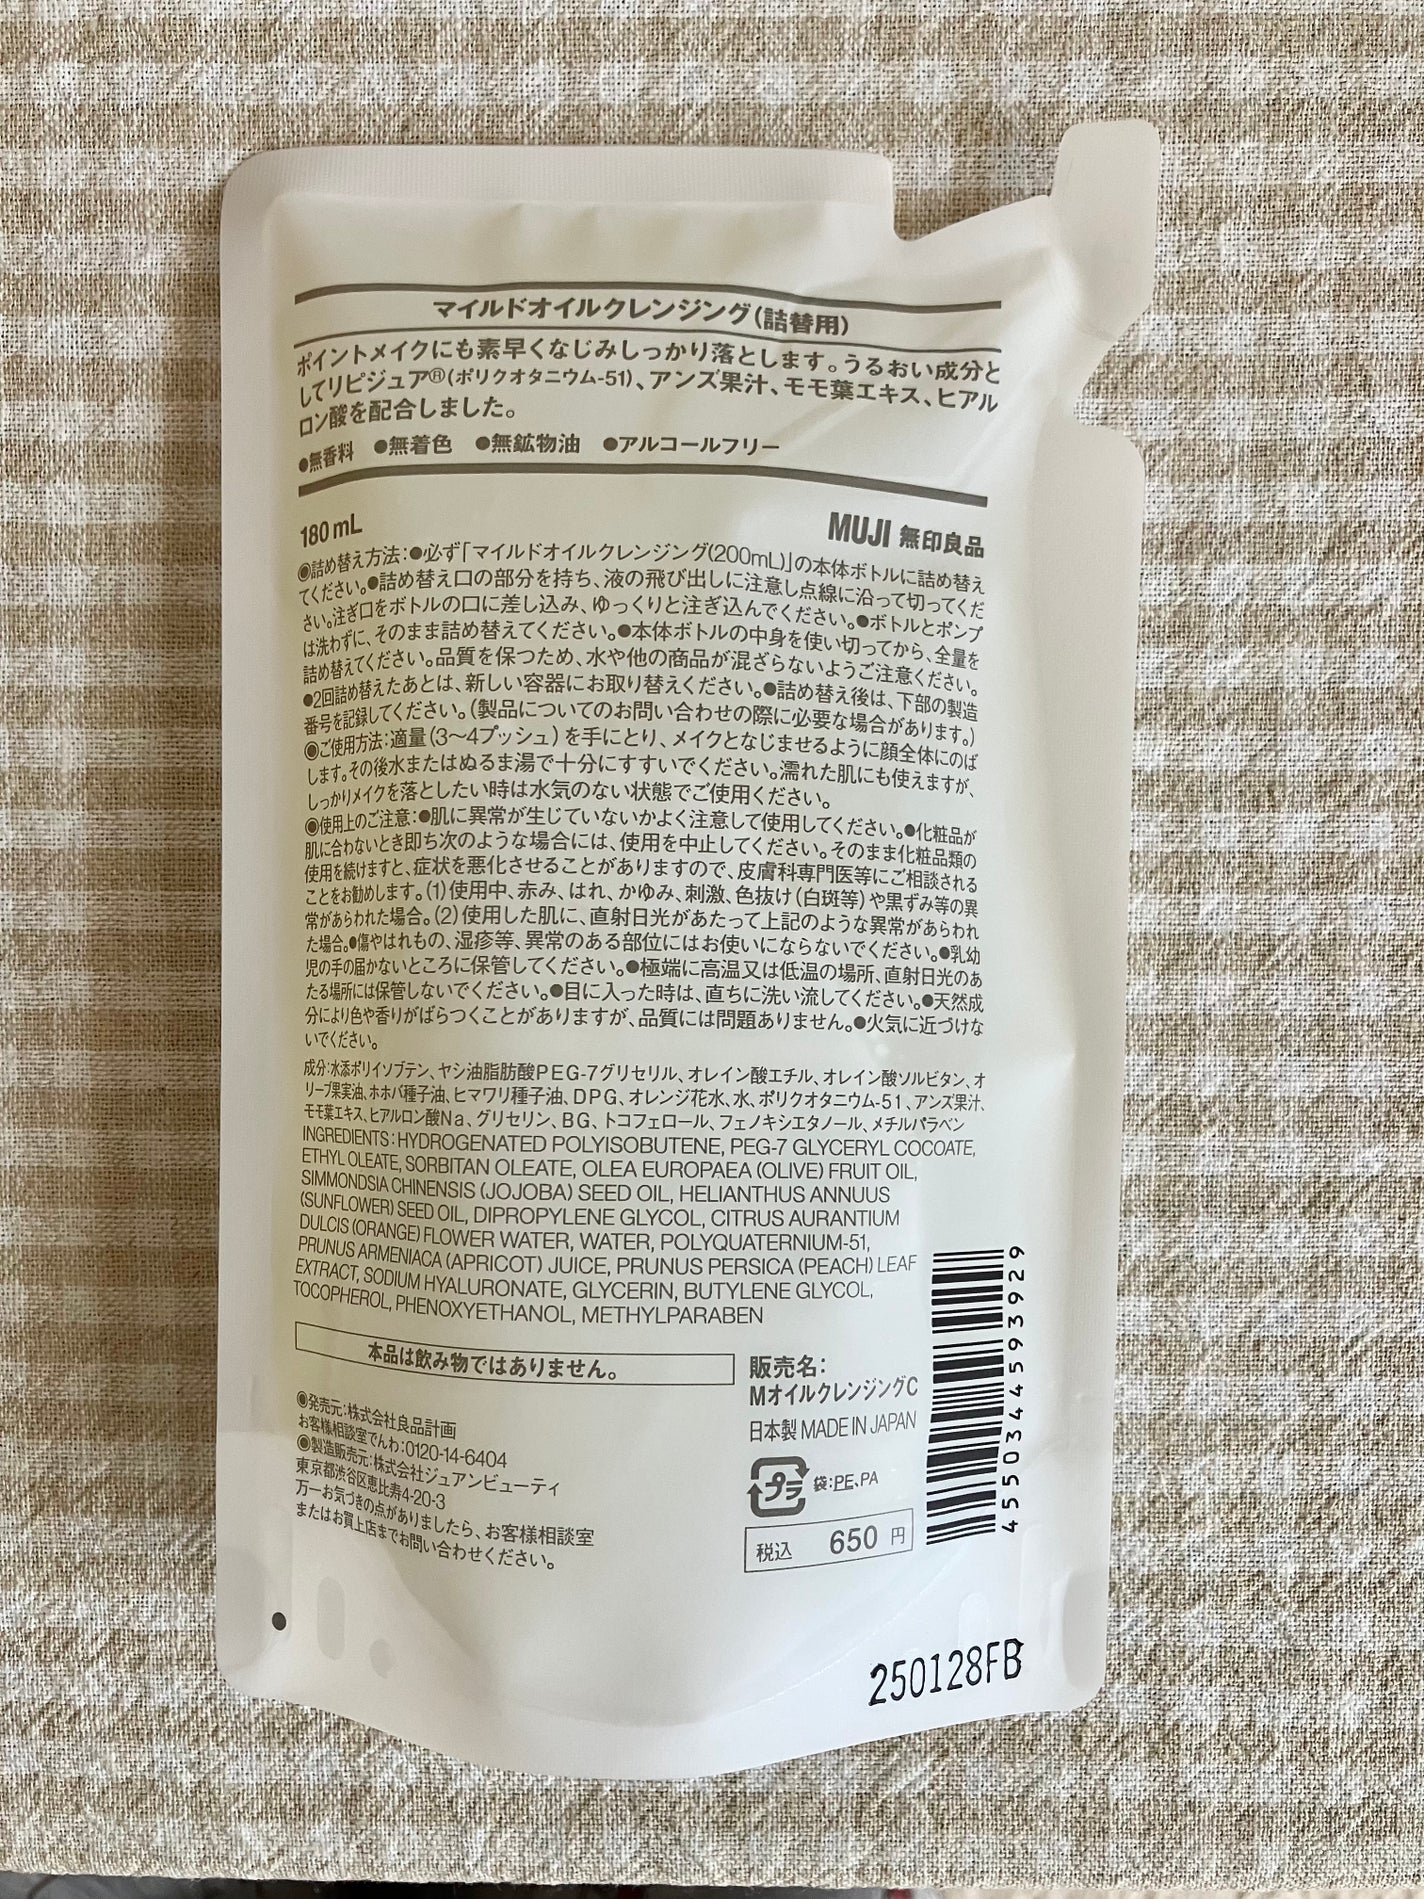 マイルドオイルクレンジング(詰替用)
ポイントメイクにも素早くなじみしっかり落とします。うるおい成分と
してリピジュア®(ポリクオタニウム-51)、アンズ果汁、モモ葉エキス、ヒアル
ロン酸を配合しました。
●無香料 ●無着色 ●無鉱物油 ●アルコールフリー
180mL
MUJI 無印良品
◉詰め替え方法:●必ず「マイルドオイルクレンジング(200mL)」の本体ボトルに詰め替え
てください。●詰め替え口の部分を持ち、液の飛び出しに注意し点線に沿って切ってくだ
さい。注ぎ口をボトルの口に差し込み、ゆっくりと注ぎ込んでください。●ボトルとポンプ
は洗わずに、そのまま詰め替えてください。●本体ボトルの中身を使い切ってから、全量を
詰め替えてください。品質を保つため、水や他の商品が混ざらないようご注意ください。
●2回詰め替えたあとは、新しい容器にお取り替えください。●詰め替え後は、下部の製造
番号を記録してください。(製品についてのお問い合わせの際に必要な場合があります。)
◉ご使用方法:適量(3〜4プッシュ)を手にとり、メイクとなじませるように顔全体にのば
します。その後水またはぬるま湯で十分にすすいでください。濡れた肌にも使えますが、
しっかりメイクを落としたい時は水気のない状態でご使用ください。
◉使用上のご注意:●肌に異常が生じていないかよく注意して使用してください。●化粧品が
肌に合わないとき即ち次のような場合には、使用を中止してください。そのまま化粧品類の
使用を続けますと、症状を悪化させることがありますので、皮膚科専門医等にご相談される
ことをお勧めします。(1)使用中、赤み、はれ、かゆみ、刺激、色抜け(白斑等)や黒ずみ等の異
常があらわれた場合。(2)使用した肌に、直射日光があたって上記のような異常があらわれ
た場合。●傷やはれもの、湿疹等、異常のある部位にはお使いにならないでください。●乳幼
児の手の届かないところに保管してください。●極端に高温又は低温の場所、直射日光のあ
たる場所には保管しないでください。●目に入った時は、直ちに洗い流してください。●天然成
分により色や香りがばらつくことがありますが、品質には問題ありません。●火気に近づけな
いでください。
成分:水添ポリイソブテン、ヤシ油脂肪酸PEG-7グリセリル、オレイン酸エチル、オレイン酸ソルビタン、オ
リーブ果実油、ホホバ種子油、ヒマワリ種子油、DPG、オレンジ花水、水、ポリクオタニウム-51、アンズ果汁、
モモ葉エキス、ヒアルロン酸Na、グリセリン、BG、トコフェロール、フェノキシエタノール、メチルパラベン
INGREDIENTS:HYDROGENATED POLYISOBUTENE, PEG-7 GLYCERYL COCOATE,
ETHYL OLEATE, SORBITAN OLEATE, OLEA EUROPAEA (OLIVE) FRUIT OIL,
SIMMONDSIA CHINENSIS (JOJOBA) SEED OIL, HELIANTHUS ANNUUS
(SUNFLOWER) SEED OIL, DIPROPYLENE GLYCOL, CITRUS AURANTIUM
DULCIS (ORANGE) FLOWER WATER, WATER, POLYQUATERNIUM-51,
PRUNUS ARMENIACA (APRICOT) JUICE, PRUNUS PERSICA (PEACH) LEAF
EXTRACT, SODIUM HYALURONATE, GLYCERIN, BUTYLENE GLYCOL,
TOCOPHEROL, PHENOXYETHANOL, METHYLPARABEN
本品は飲み物ではありません。
◉発売元:株式会社良品計画
お客様相談室でんわ:0120-14-6404
◉製造販売元:株式会社ジュアンビューティ
東京都渋谷区恵比寿4-20-3
万一お気づきの点がありましたら、お客様相談室
またはお買上店までお問い合わせください。
販売名:
MオイルクレンジングC
日本製 MADE IN JAPAN
プラ 袋:PE、PA
税込 650 円
4550344593929
250128FB